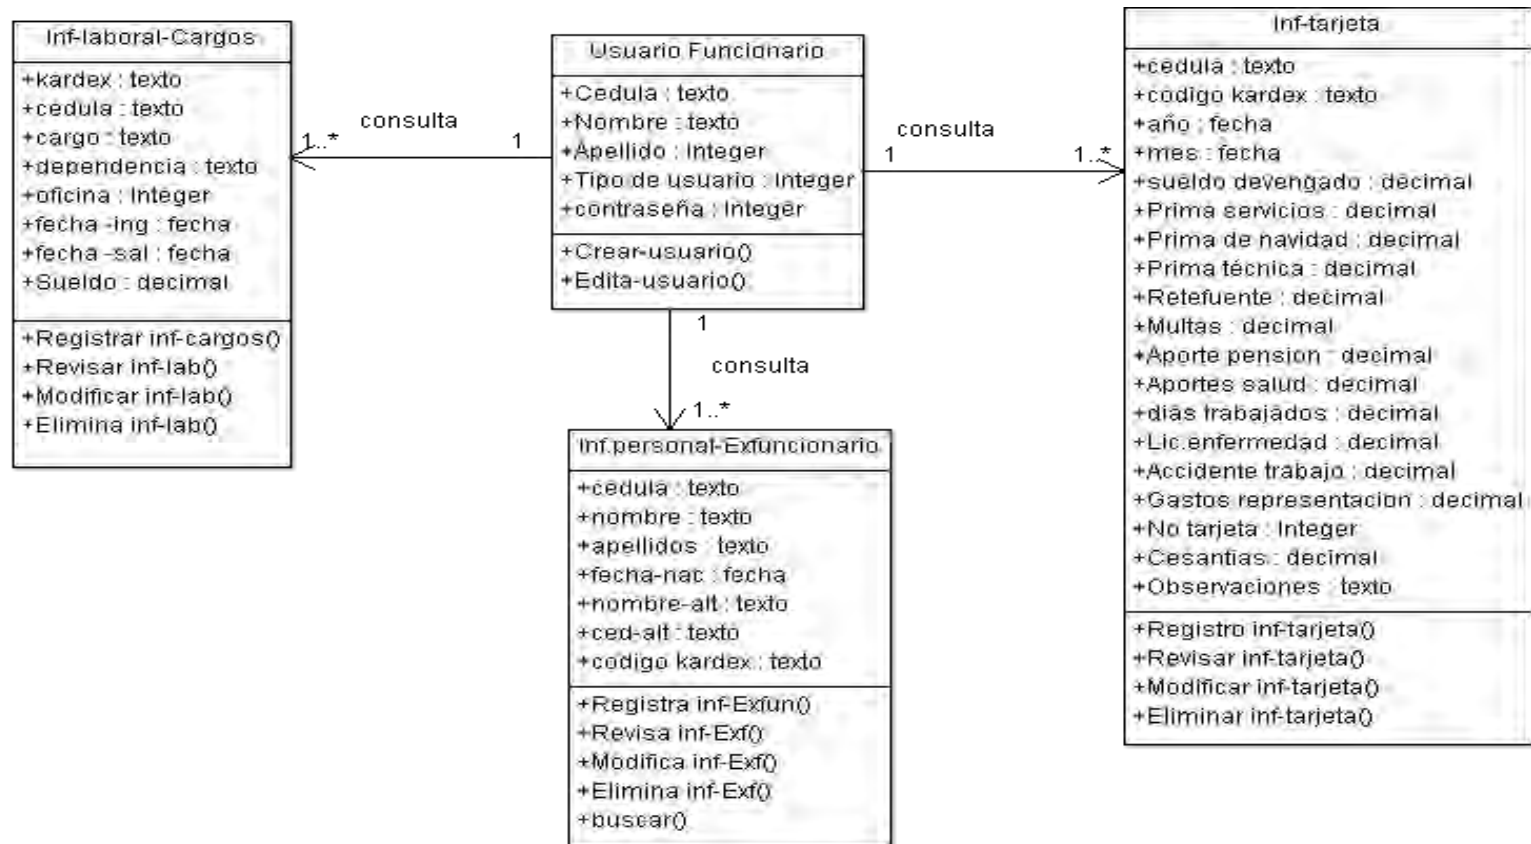 Inf-laboral-Cargos
+kardex : texto
+cedula : texto
+cargo : texto
+dependencia : texto
+oficina : Integer
+fecha -ing : fecha
+fecha -sal : fecha
+Sueldo : decimal
+Registrar inf-cargos()
+Revisar inf-lab()
+Modificar inf-lab()
+Elimina inf-lab()
consulta
1..*
1
Usuario Funcionario
+Cedula : texto
+Nombre : texto
+Apellido : Integer
+Tipo de usuario : Integer
+contraseña : Integer
+Crear-usuario()
+Edita-usuario()
consulta
1
1..*
1
consulta
1..*
Inf.personal-Exfuncionario
+cedula : texto
+nombre : texto
+apellidos : texto
+fecha-nac : fecha
+nombre-alt : texto
+ced-alt : texto
+codigo kardex : texto
+Registra inf-Exfun()
+Revisa inf-Exf()
+Modifica inf-Exf()
+Elimina inf-Exf()
+buscar()
Inf-tarjeta
+cedula : texto
+codigo kardex : texto
+año : fecha
+mes : fecha
+sueldo devengado : decimal
+Prima servicios : decimal
+Prima de navidad : decimal
+Prima técnica : decimal
+Retefuente : decimal
+Multas : decimal
+Aporte pension : decimal
+Aportes salud : decimal
+dias trabajados : decimal
+Lic.enfermedad : decimal
+Accidente trabajo : decimal
+Gastos representacion : decimal
+No tarjeta : Integer
+Cesantias : decimal
+Observaciones : texto
+Registro inf-tarjeta()
+Revisar inf-tarjeta()
+Modificar inf-tarjeta()
+Eliminar inf-tarjeta()